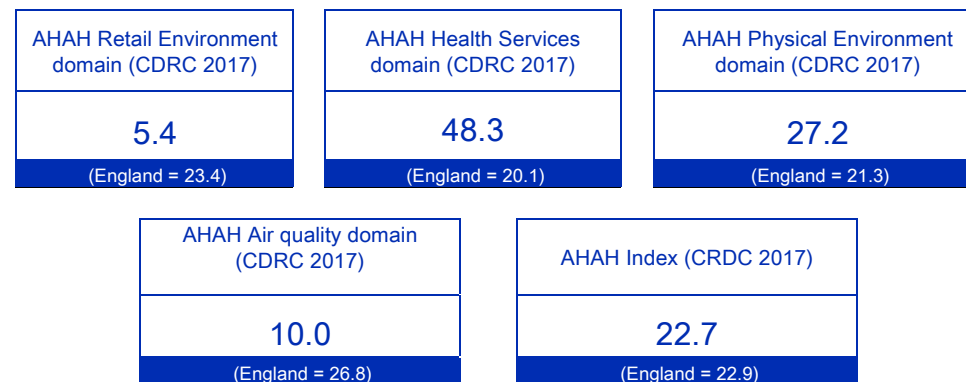 AHAH Retail Environment
domain (CDRC 2017)
5.4
(England = 23.4)
AHAH Health Services
domain (CDRC 2017)
48.3
(England = 20.1)
AHAH Physical Environment
domain (CDRC 2017)
27.2
(England = 21.3)
AHAH Air quality domain
(CDRC 2017)
10.0
(England = 26.8)
AHAH Index (CRDC 2017)
22.7
(England = 22.9)